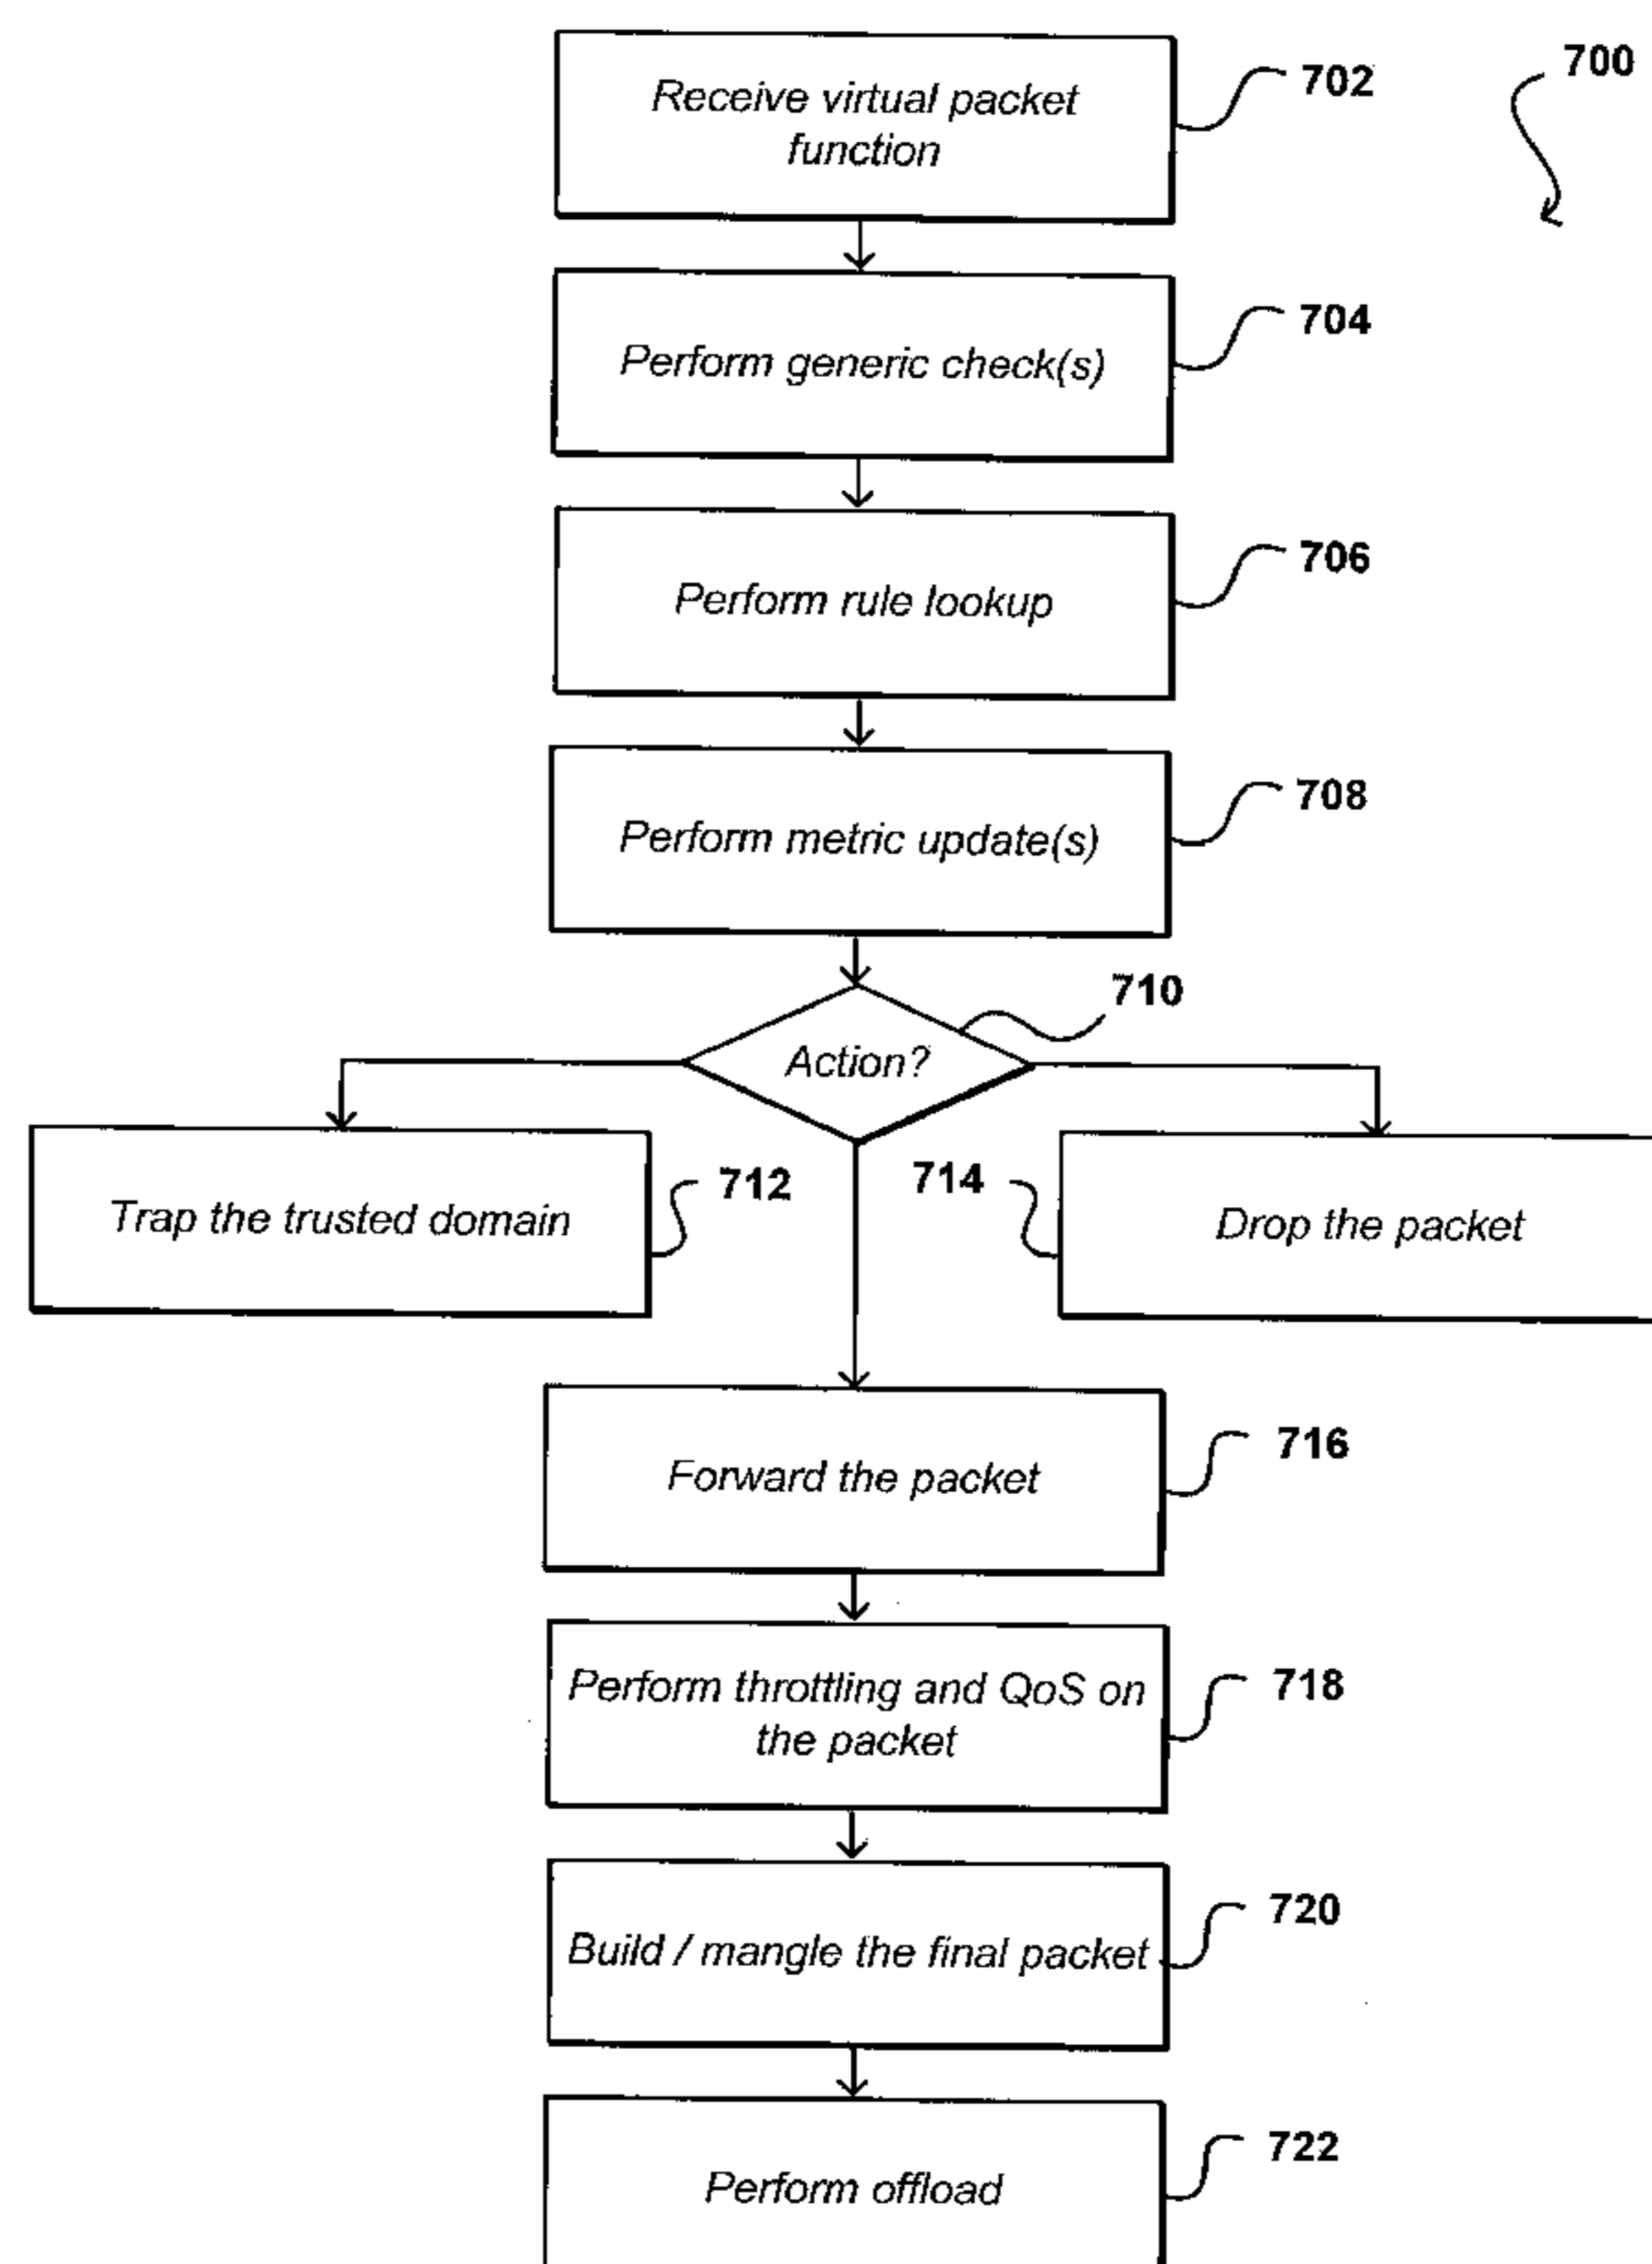 700
Receive virtual packet
function
702
Perform generic check(s)
704
Perform rule lookup
706
Perform metric update(s)
708
Action?
710
Trap the trusted domain
712
714
Drop the packet
Forward the packet
716
Perform throttling and QoS on
the packet
718
Build / mangle the final packet
720
Perform offload
722